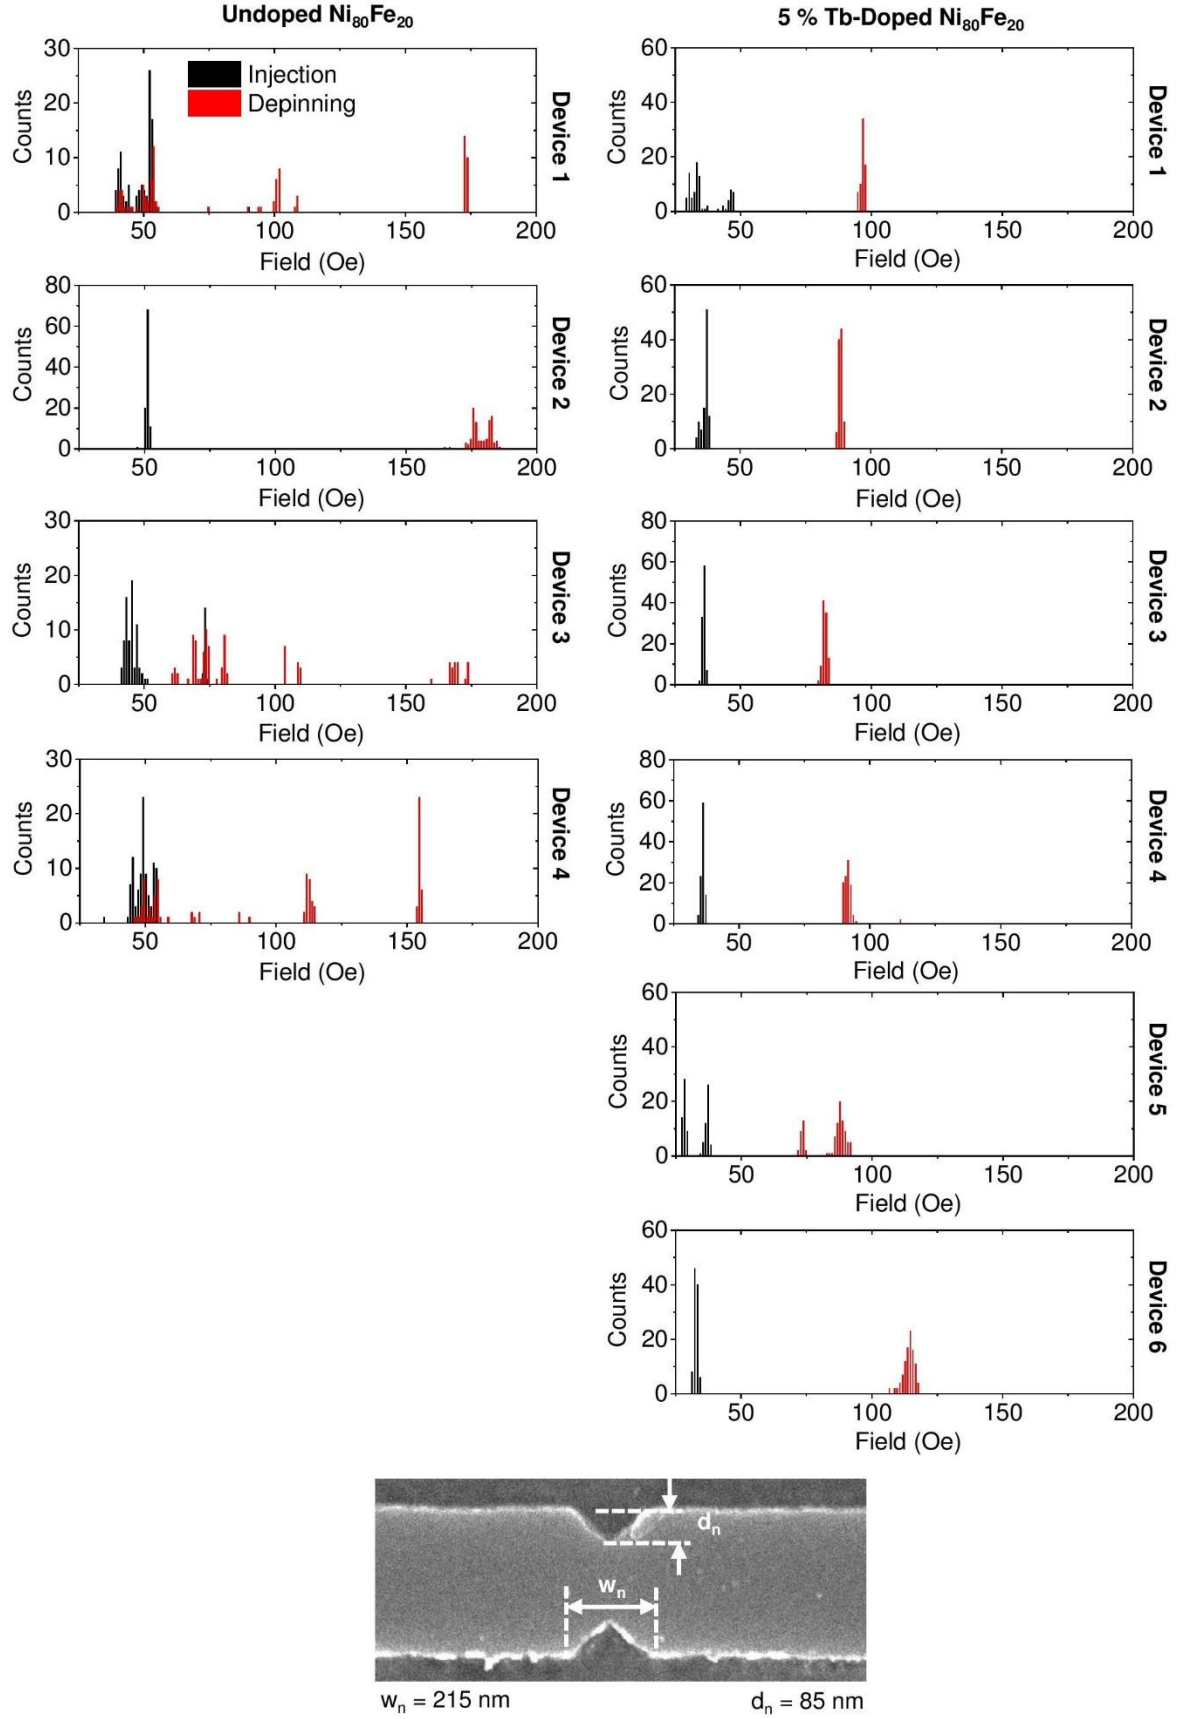 Undoped Ni₈₀Fe₂₀
5 % Tb-Doped Ni₈₀Fe₂₀
Injection
Depinning
Counts
30
20
10
0
50
100
150
200
Field (Oe)
Device 1
Counts
60
40
20
0
50
100
150
200
Field (Oe)
Device 1
Counts
80
60
40
20
0
50
100
150
200
Field (Oe)
Device 2
Counts
60
40
20
0
50
100
150
200
Field (Oe)
Device 2
Counts
30
20
10
0
50
100
150
200
Field (Oe)
Device 3
Counts
80
60
40
20
0
50
100
150
200
Field (Oe)
Device 3
Counts
30
20
10
0
50
100
150
200
Field (Oe)
Device 4
Counts
80
60
40
20
0
50
100
150
200
Field (Oe)
Device 4
Counts
60
40
20
0
50
100
150
200
Field (Oe)
Device 5
Counts
60
40
20
0
50
100
150
200
Field (Oe)
Device 6
dₙ
wₙ
wₙ = 215 nm
dₙ = 85 nm